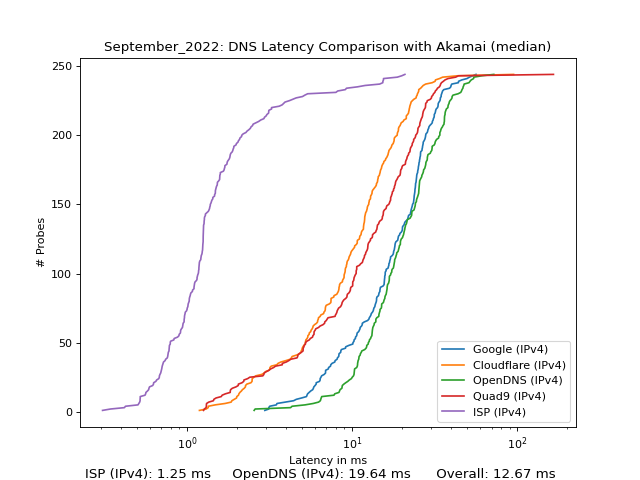 September_2022: DNS Latency Comparison with Akamai (median)
250
200
150
100
50
0
# Probes
Google (IPv4)
Cloudflare (IPv4)
OpenDNS (IPv4)
Quad9 (IPv4)
ISP (IPv4)
10⁰ 10¹ 10²
Latency in ms
ISP (IPv4): 1.25 ms OpenDNS (IPv4): 19.64 ms Overall: 12.67 ms